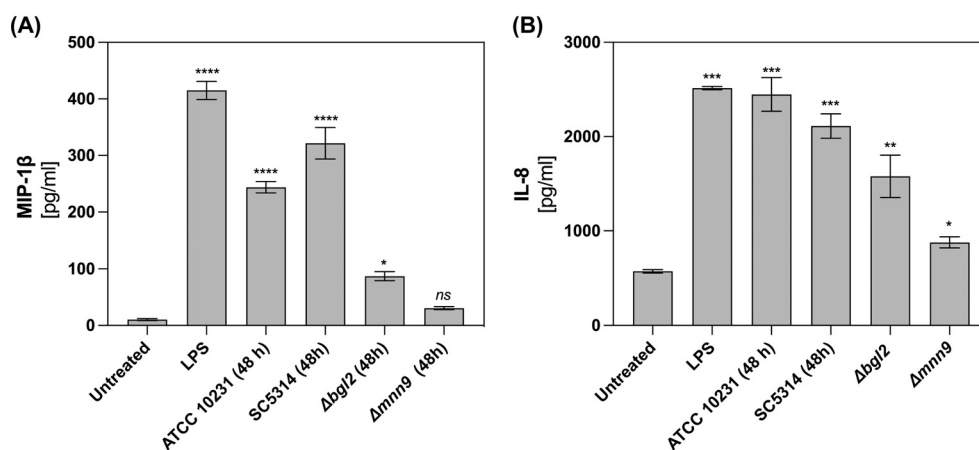 (A)
MIP-1β
[pg/ml]
500
400
300
200
100
0
****
****
****
*
ns
Untreated
LPS
ATCC 10231 (48 h)
SC5314 (48h)
Δbgl2 (48h)
Δmnn9 (48h)
(B)
IL-8
[pg/ml]
3000
2000
1000
0
***
***
***
**
*
Untreated
LPS
ATCC 10231 (48 h)
SC5314 (48h)
Δbgl2
Δmnn9